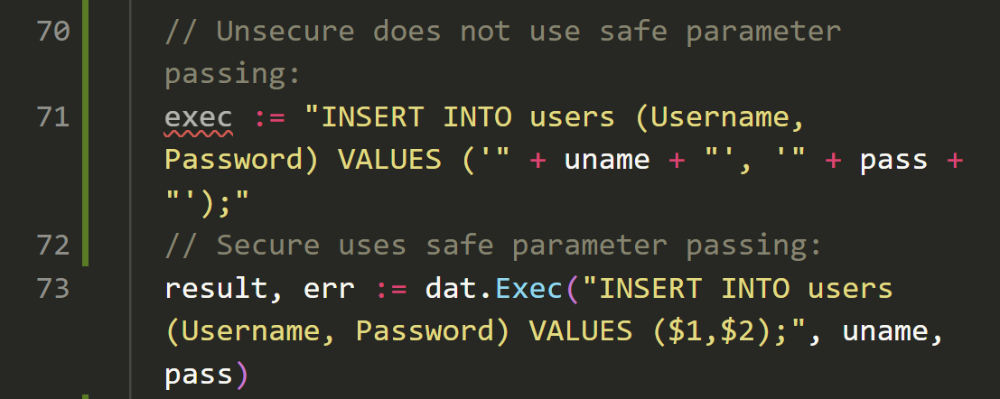 70 // Unsecure does not use safe parameter
passing:
71 exec := "INSERT INTO users (Username,
Password) VALUES ('" + uname + "', '" + pass +
"');"
72 // Secure uses safe parameter passing:
73 result, err := dat.Exec("INSERT INTO users
(Username, Password) VALUES ($1,$2);", uname,
pass)